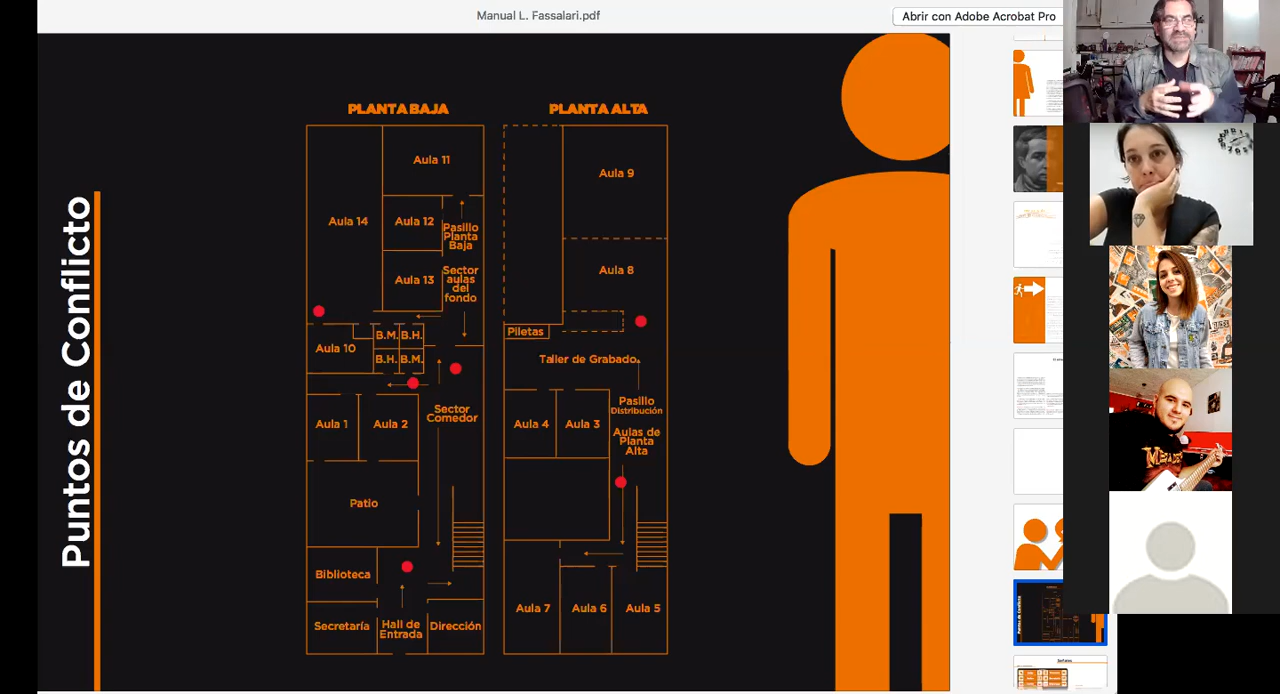 Manual L. Fassalari.pdf
Abrir con Adobe Acrobat Pro
Puntos de Conflicto
PLANTA BAJA
Aula 11
Aula 14
Aula 12
Pasillo
Planta
Baja
Aula 13
Sector
aulas
del
fondo
B.M. B.H.
Aula 10
B.H. B.M.
Sector
Comedor
Aula 1
Aula 2
Patio
Biblioteca
Secretaría
Hall de
Entrada
Dirección
PLANTA ALTA
Aula 9
Aula 8
Piletas
Taller de Grabado
Pasillo
Distribución
Aula 4
Aula 3
Aulas de
Planta
Alta
Aula 7
Aula 6
Aula 5